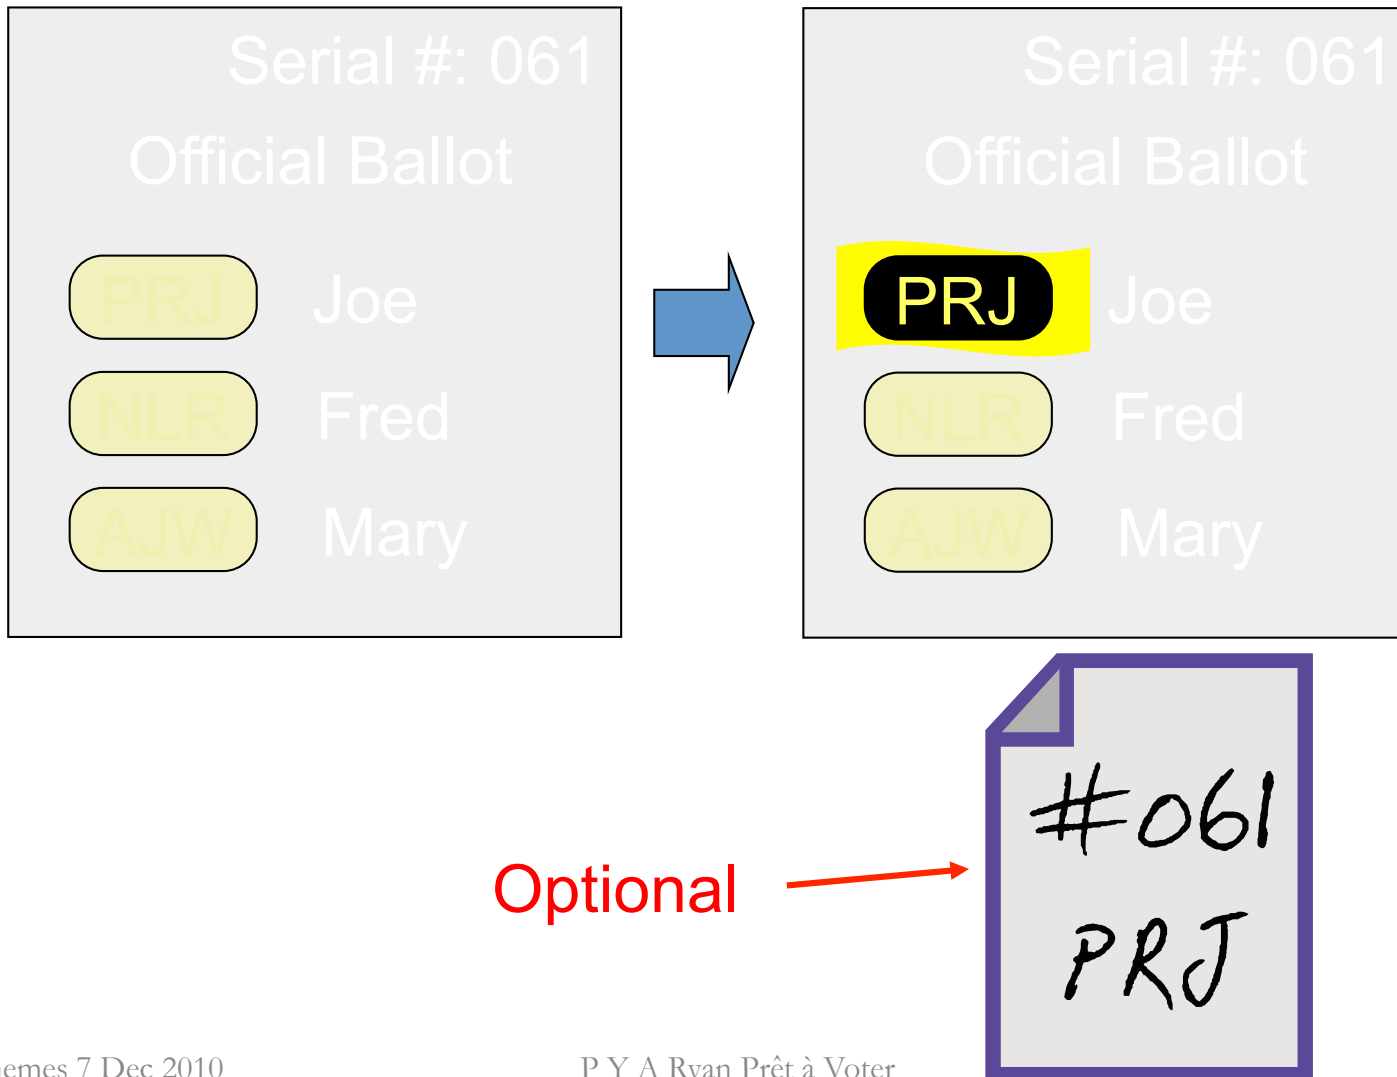 Serial #: 061
Official Ballot
PRJ Joe
NLR Fred
AJW Mary
Serial #: 061
Official Ballot
PRJ Joe
NLR Fred
AJW Mary
Optional
#061
PRJ
7 Dec 2010
P Y A Ryan Prêt à Voter